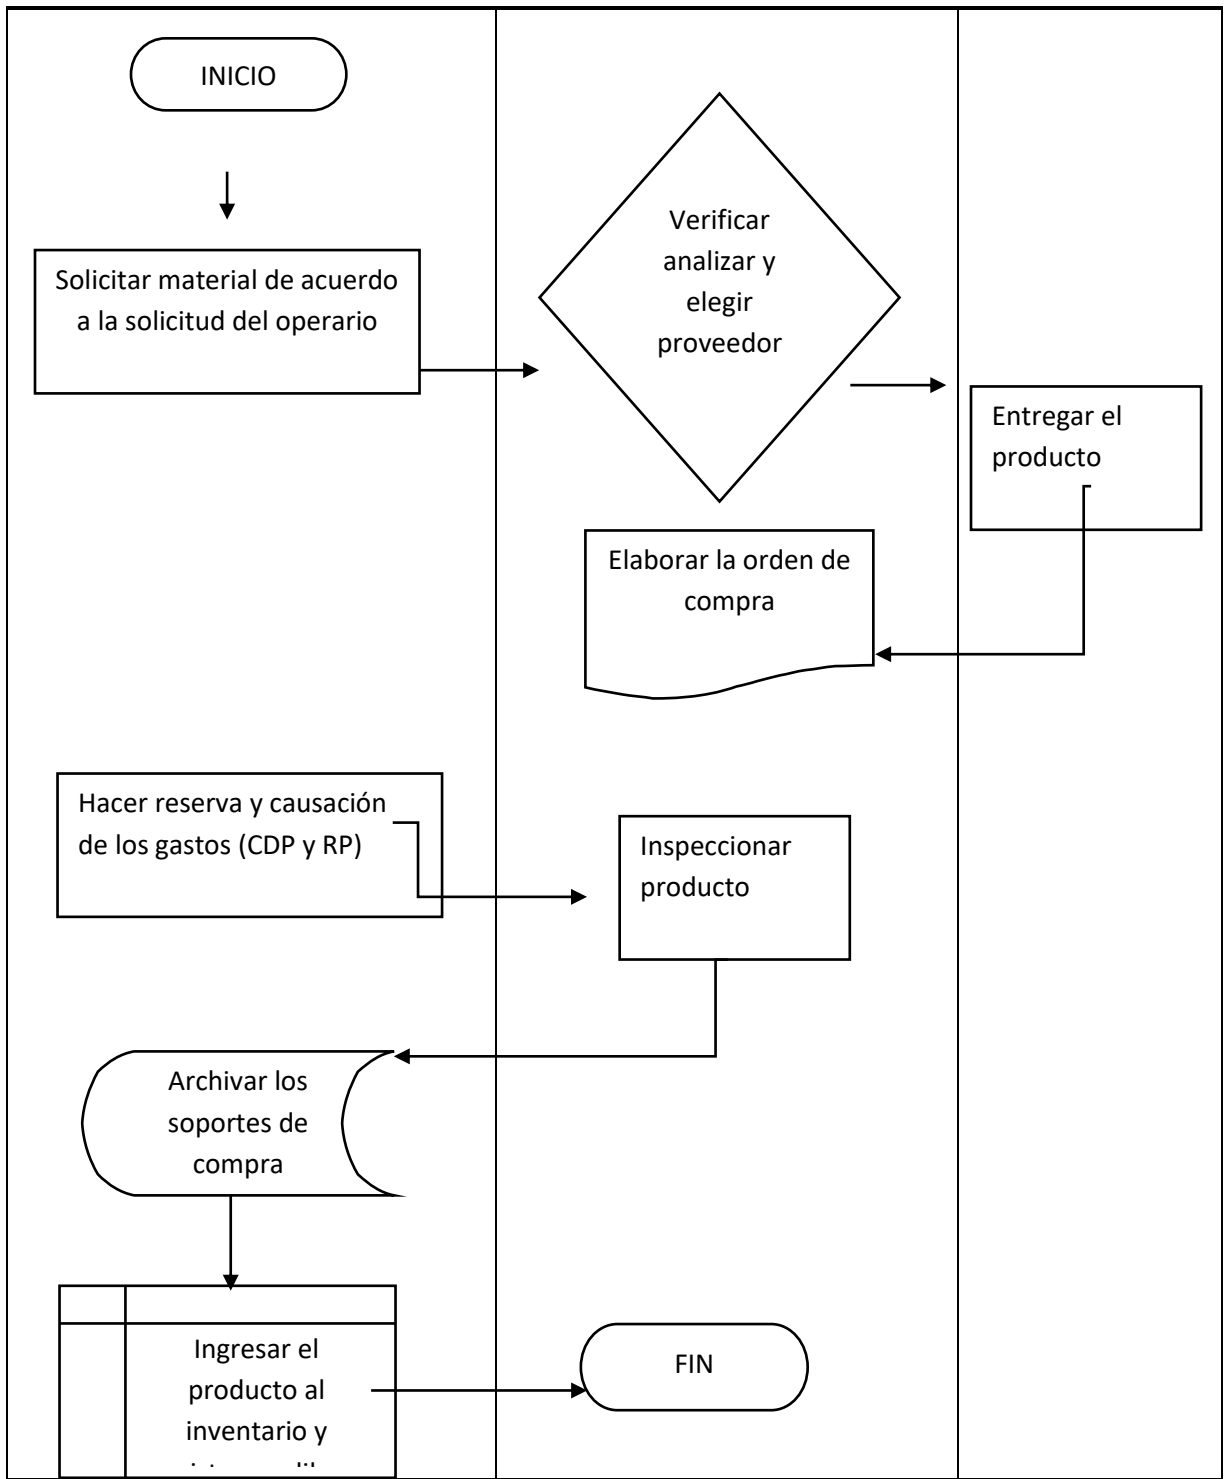 INICIO
Solicitar material de acuerdo
a la solicitud del operario
Verificar
analizar y
elegir
proveedor
Entregar el
producto
Elaborar la orden de
compra
Hacer reserva y causación
de los gastos (CDP y RP)
Inspeccionar
producto
Archivar los
soportes de
compra
Ingresar el
producto al
inventario y
FIN